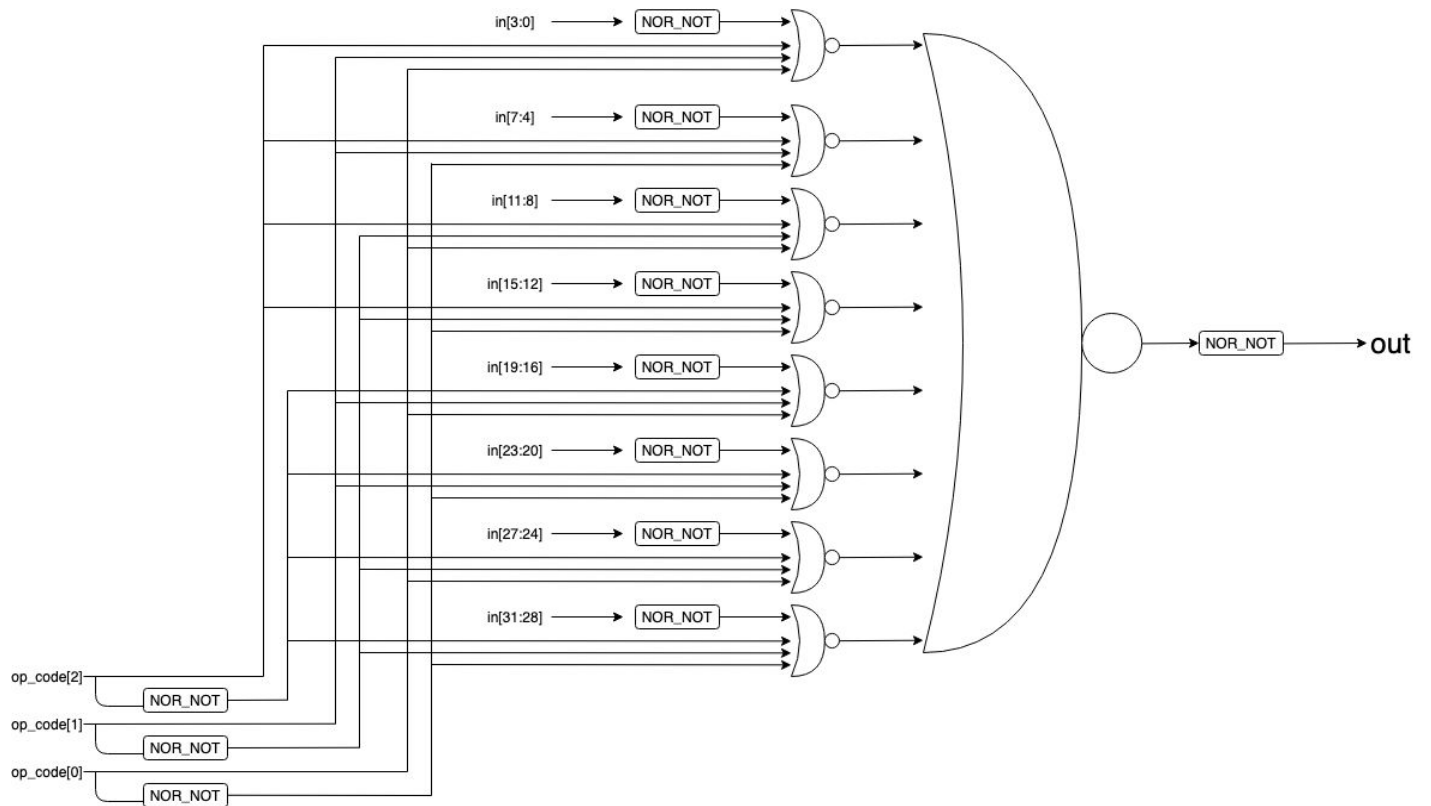 in[3:0] NOR_NOT
in[7:4] NOR_NOT
in[11:8] NOR_NOT
in[15:12] NOR_NOT
NOR_NOT out
in[19:16] NOR_NOT
in[23:20] NOR_NOT
in[27:24] NOR_NOT
in[31:28] NOR_NOT
op_code[2]
NOR_NOT
op_code[1]
NOR_NOT
op_code[0]
NOR_NOT